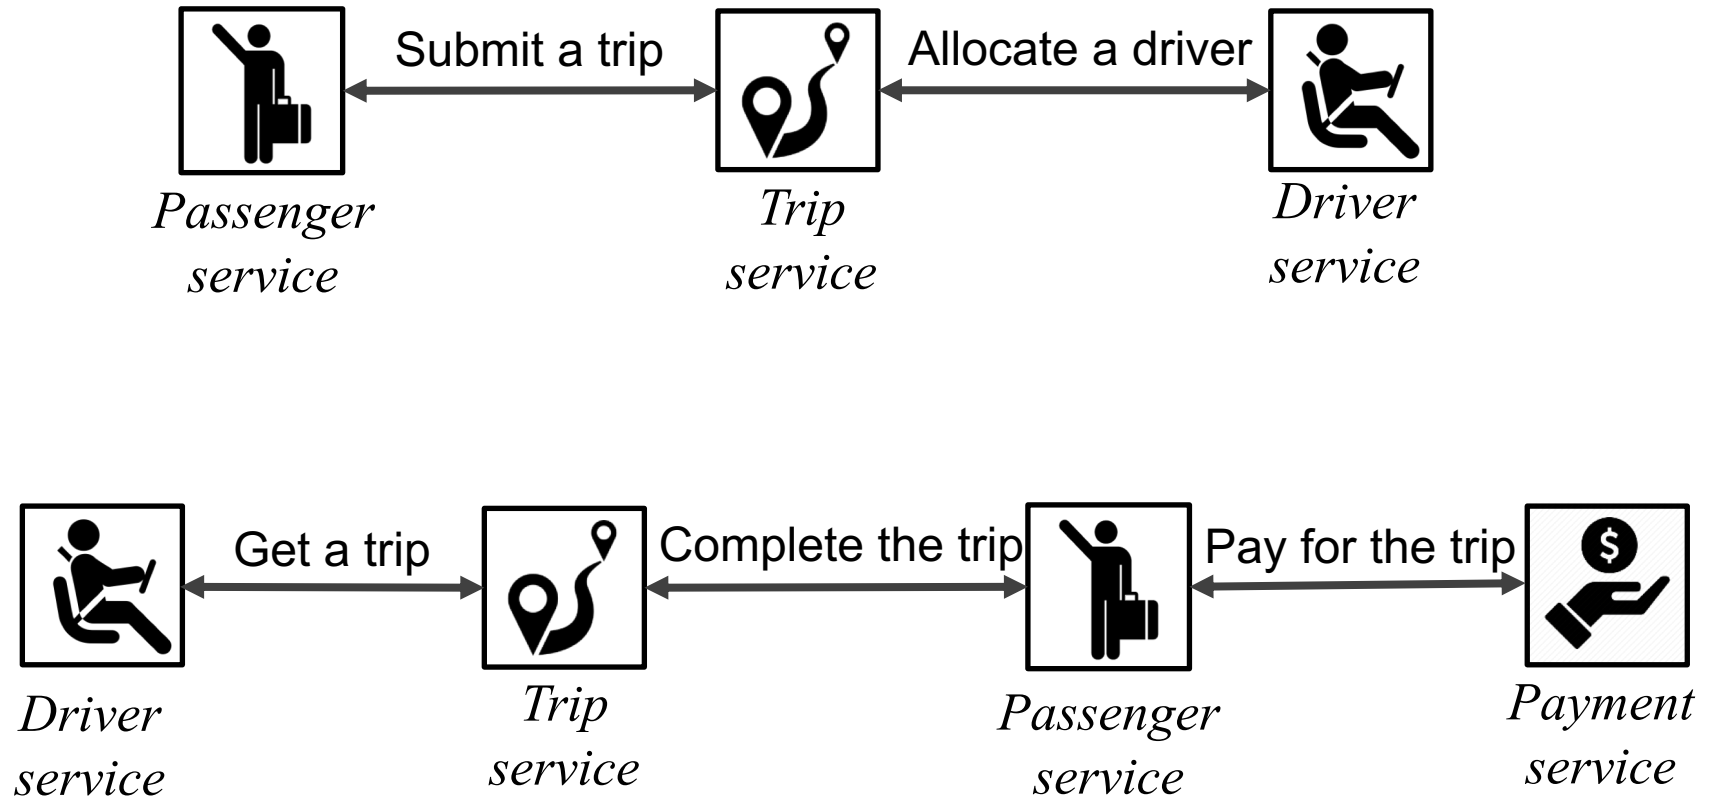 Submit a trip
Allocate a driver
Passenger
service
Trip
service
Driver
service
Get a trip
Complete the trip
Pay for the trip
$
Driver
service
Trip
service
Passenger
service
Payment
service